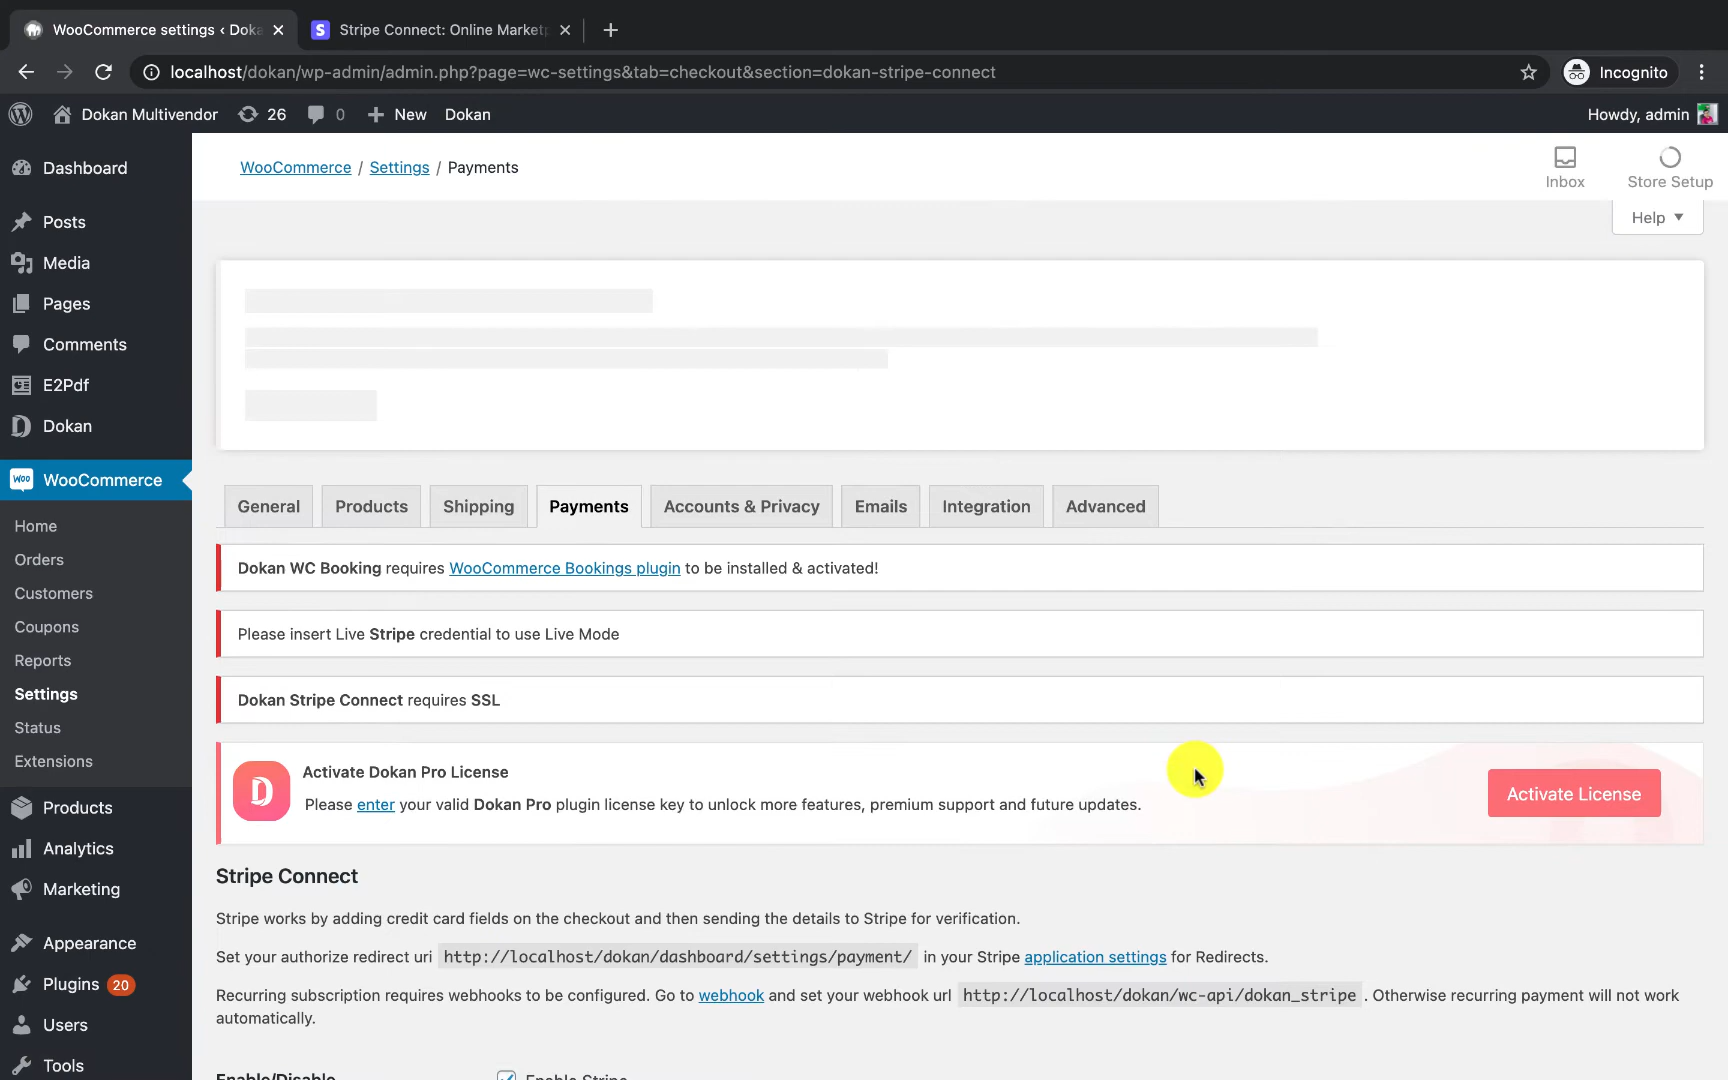 WooCommerce settings ‹ Doka
Stripe Connect: Online Marketp
localhost/dokan/wp-admin/admin.php?page=wc-settings&tab=checkout&section=dokan-stripe-connect
Incognito
Dokan Multivendor
26
0
New
Dokan
Howdy, admin
Dashboard
Posts
Media
Pages
Comments
E2Pdf
Dokan
WooCommerce
Home
Orders
Customers
Coupons
Reports
Settings
Status
Extensions
Products
Analytics
Marketing
Appearance
Plugins 20
Users
Tools
WooCommerce / Settings / Payments
Inbox
Store Setup
Help
General
Products
Shipping
Payments
Accounts & Privacy
Emails
Integration
Advanced
Dokan WC Booking requires WooCommerce Bookings plugin to be installed & activated!
Please insert Live Stripe credential to use Live Mode
Dokan Stripe Connect requires SSL
Activate Dokan Pro License
Please enter your valid Dokan Pro plugin license key to unlock more features, premium support and future updates.
Activate License
Stripe Connect
Stripe works by adding credit card fields on the checkout and then sending the details to Stripe for verification.
Set your authorize redirect uri http://localhost/dokan/dashboard/settings/payment/ in your Stripe application settings for Redirects.
Recurring subscription requires webhooks to be configured. Go to webhook and set your webhook url http://localhost/dokan/wc-api/dokan_stripe . Otherwise recurring payment will not work
automatically.
Enable/Disable
Enable Stripe